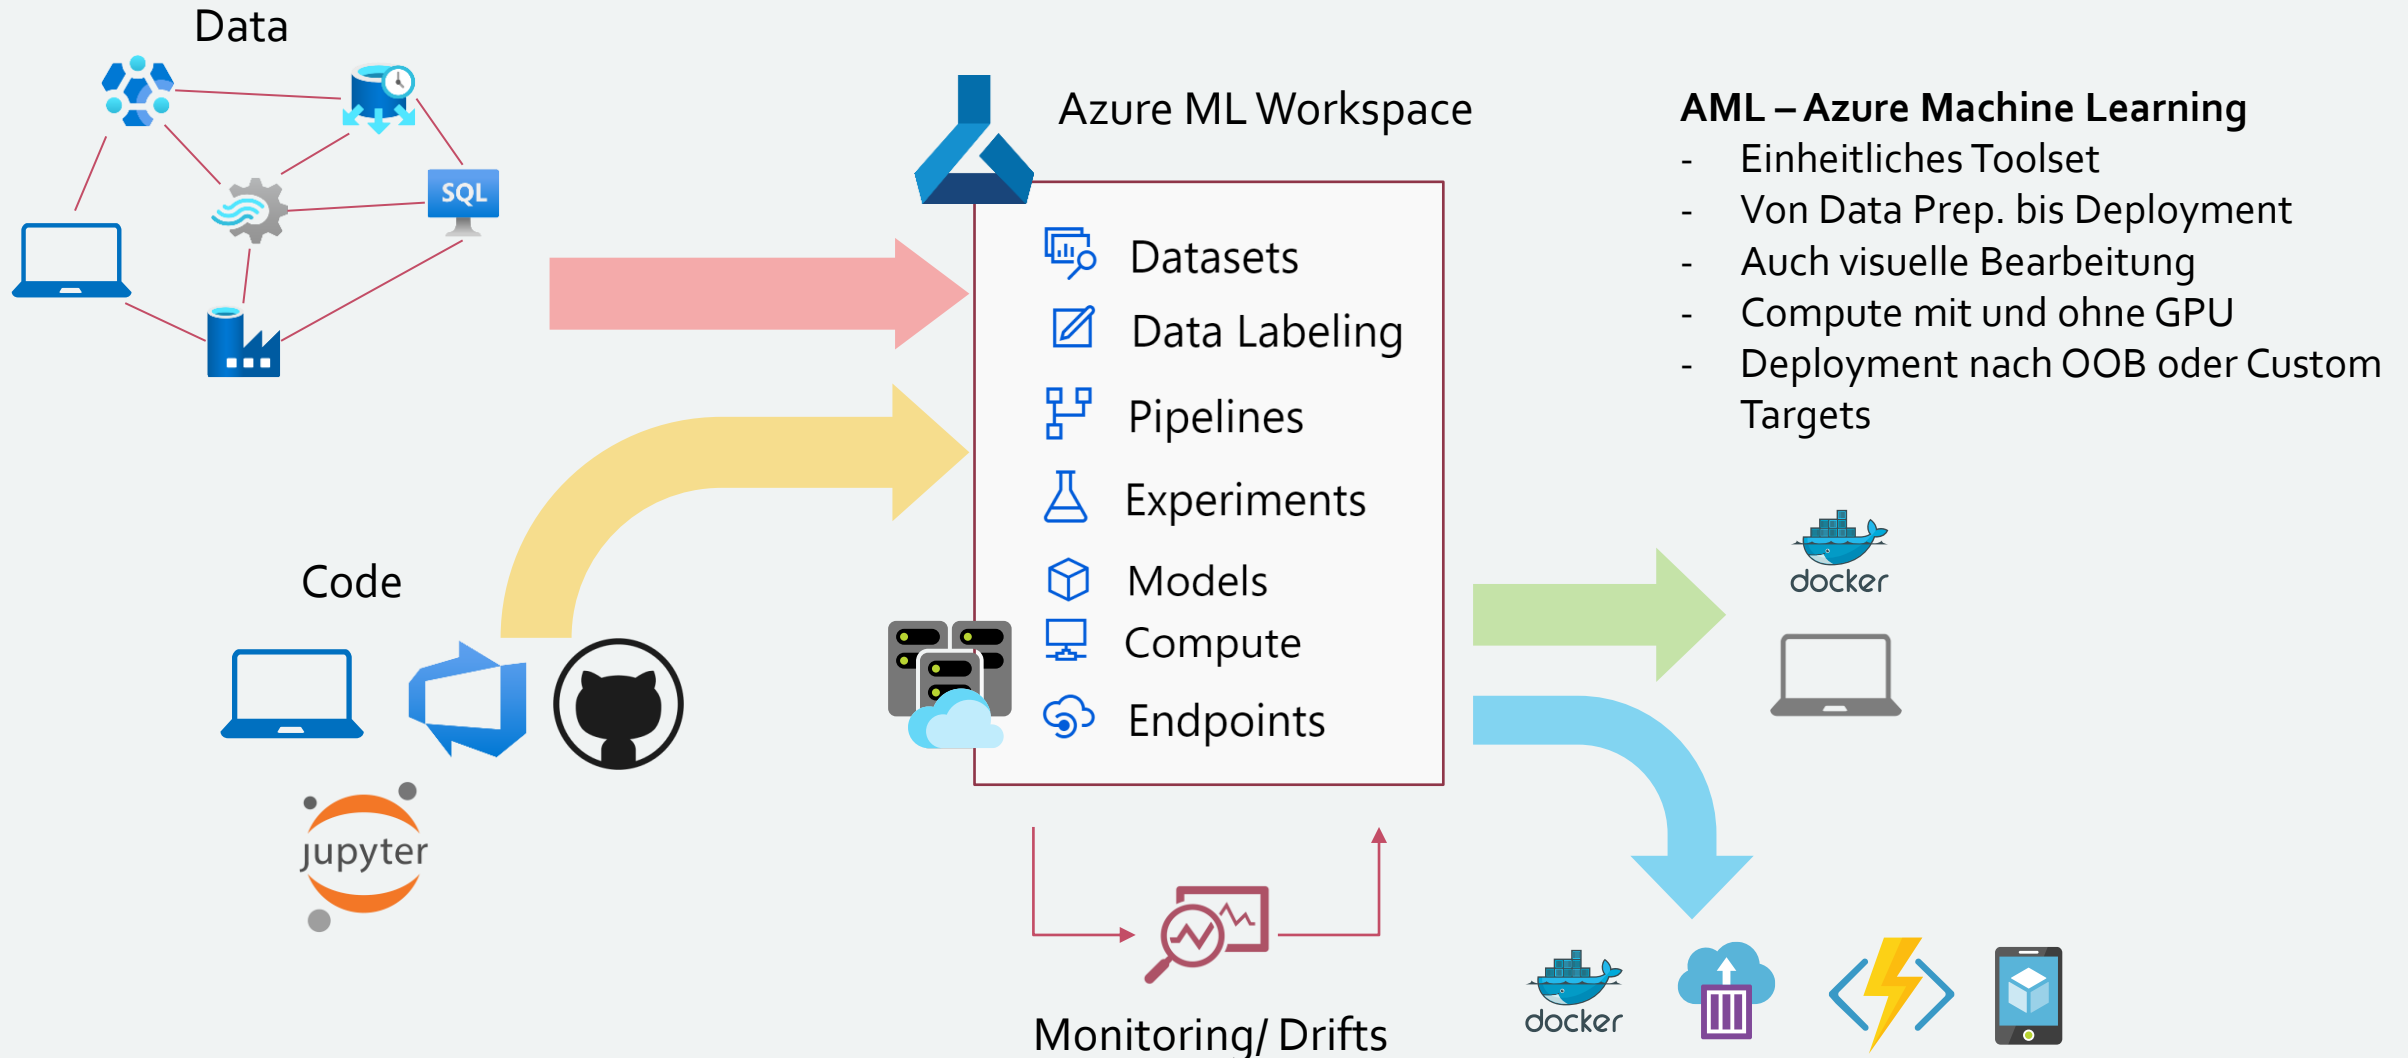 Data
SQL
Azure ML Workspace
Datasets
Data Labeling
Pipelines
Experiments
Models
Compute
Endpoints
AML – Azure Machine Learning
- Einheitliches Toolset
- Von Data Prep. bis Deployment
- Auch visuelle Bearbeitung
- Compute mit und ohne GPU
- Deployment nach OOB oder Custom
Targets
Code
jupyter
docker
Monitoring/ Drifts
docker